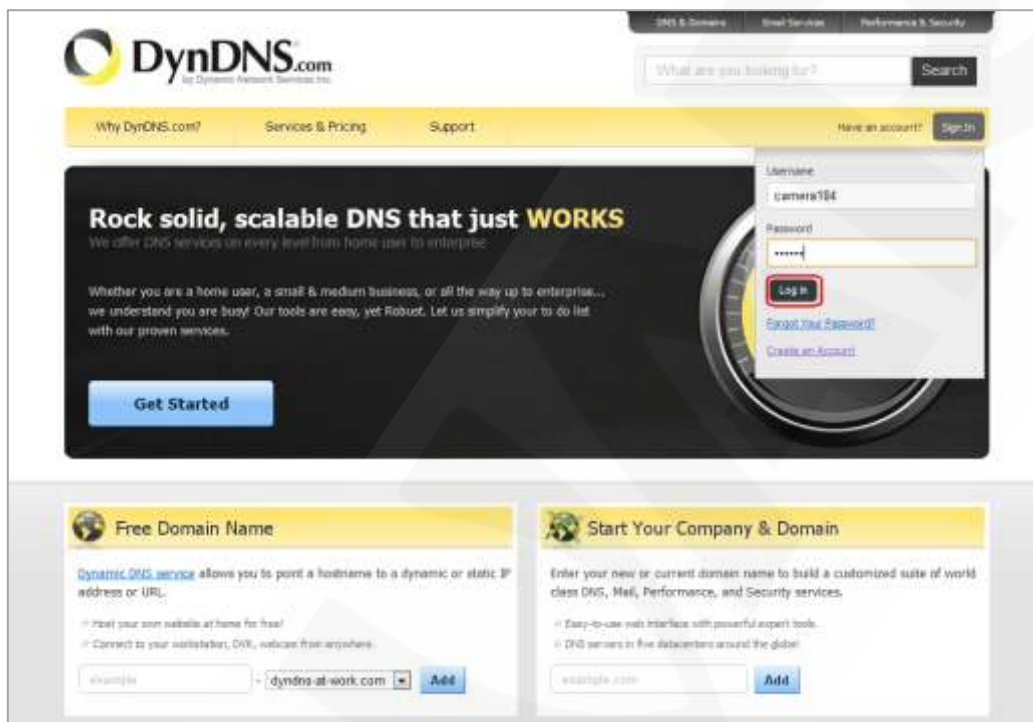 DNS & Domains Email Services Performance & Security
DynDNS.com
by Dynamic Network Services Inc.
What are you looking for? Search
Why DynDNS.com? Services & Pricing Support Have an account? Sign In
Username
camera104
Password
••••••
Log in
Forgot Your Password?
Create an Account
Rock solid, scalable DNS that just WORKS
We offer DNS services on every level from home user to enterprise
Whether you are a home user, a small & medium business, or all the way up to enterprise...
we understand you are busy! Our tools are easy, yet Robust. Let us simplify your to do list
with our proven services.
Get Started
Free Domain Name
Dynamic DNS service allows you to point a hostname to a dynamic or static IP
address or URL.
Host your own website at home for free!
Connect to your workstation, DVR, webcam from anywhere.
example - dyndns-at-work.com Add
Start Your Company & Domain
Enter your new or current domain name to build a customized suite of world
class DNS, Mail, Performance, and Security services.
Easy-to-use web interface with powerful expert tools.
DNS servers in five datacenters around the globe!
example.com Add